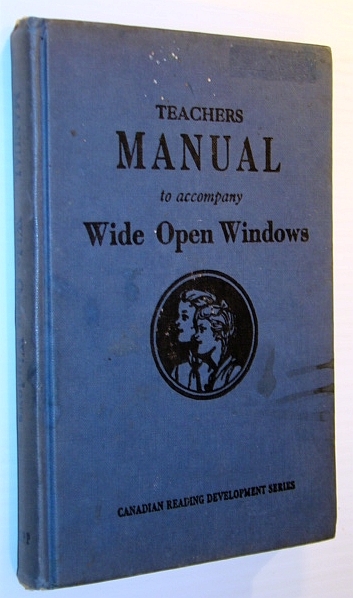 TEACHERS
MANUAL
to accompany
Wide Open Windows
CANADIAN READING DEVELOPMENT SERIES